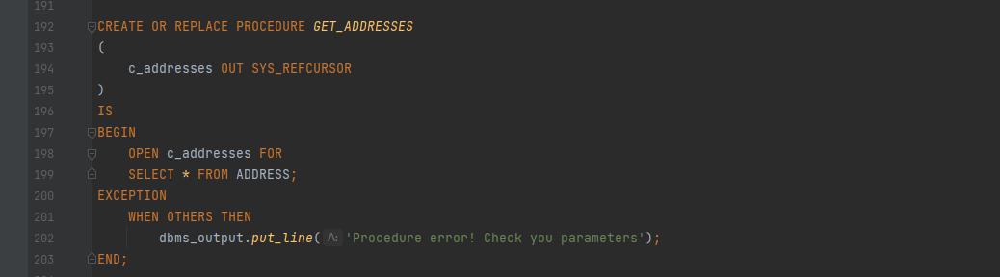 191
192 CREATE OR REPLACE PROCEDURE GET_ADDRESSES
193 (
194     c_addresses OUT SYS_REFCURSOR
195 )
196 IS
197 BEGIN
198     OPEN c_addresses FOR
199     SELECT * FROM ADDRESS;
200 EXCEPTION
201     WHEN OTHERS THEN
202         dbms_output.put_line( A: 'Procedure error! Check you parameters');
203 END;